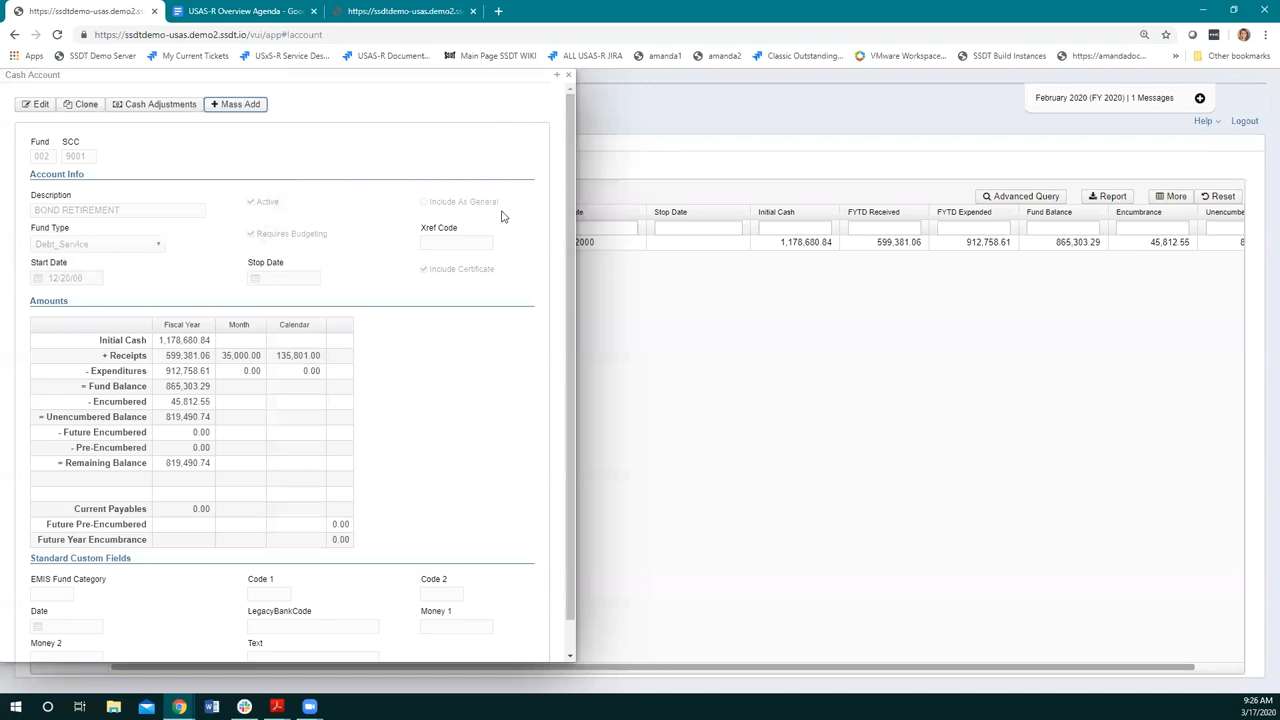 https://ssdtdemo-usas.demo2.ssdt.
USAS-R Overview Agenda - Goo
https://ssdtdemo-usas.demo2.ssdt.
ssdtdemo-usas.demo2.ssdt.io/vui/app#!account
Apps
SSDT Demo Server
My Current Tickets
USxS-R Service Des...
USAS-R Document...
Main Page SSDT WIKI
ALL USAS-R JIRA
amanda1
amanda2
Classic Outstanding...
VMware Workspace...
SSDT Build Instances
https://amandadoc...
»
Other bookmarks
Cash Account
February 2020 (FY 2020) | 1 Messages
Help
Logout
Edit
Clone
Cash Adjustments
+ Mass Add
Fund
SCC
002
9001
Account Info
Description
BOND RETIREMENT
Active
Include As General
Fund Type
Debt_Service
Requires Budgeting
Xref Code
Start Date
12/20/00
Stop Date
Include Certificate
Amounts
Fiscal Year Month Calendar
Initial Cash 1,178,680.84
+ Receipts 599,381.06 35,000.00 135,801.00
- Expenditures 912,758.61 0.00 0.00
= Fund Balance 865,303.29
- Encumbered 45,812.55
= Unencumbered Balance 819,490.74
- Future Encumbered 0.00
- Pre-Encumbered 0.00
= Remaining Balance 819,490.74
Current Payables 0.00
Future Pre-Encumbered 0.00
Future Year Encumbrance 0.00
Standard Custom Fields
EMIS Fund Category
Code 1
Code 2
Date
LegacyBankCode
Money 1
Money 2
Text
Advanced Query
Report
More
Reset
te Stop Date Initial Cash FYTD Received FYTD Expended Fund Balance Encumbrance Unencumbe
2000 1,178,680.84 599,381.06 912,758.61 865,303.29 45,812.55 8
9:26 AM
3/17/2020